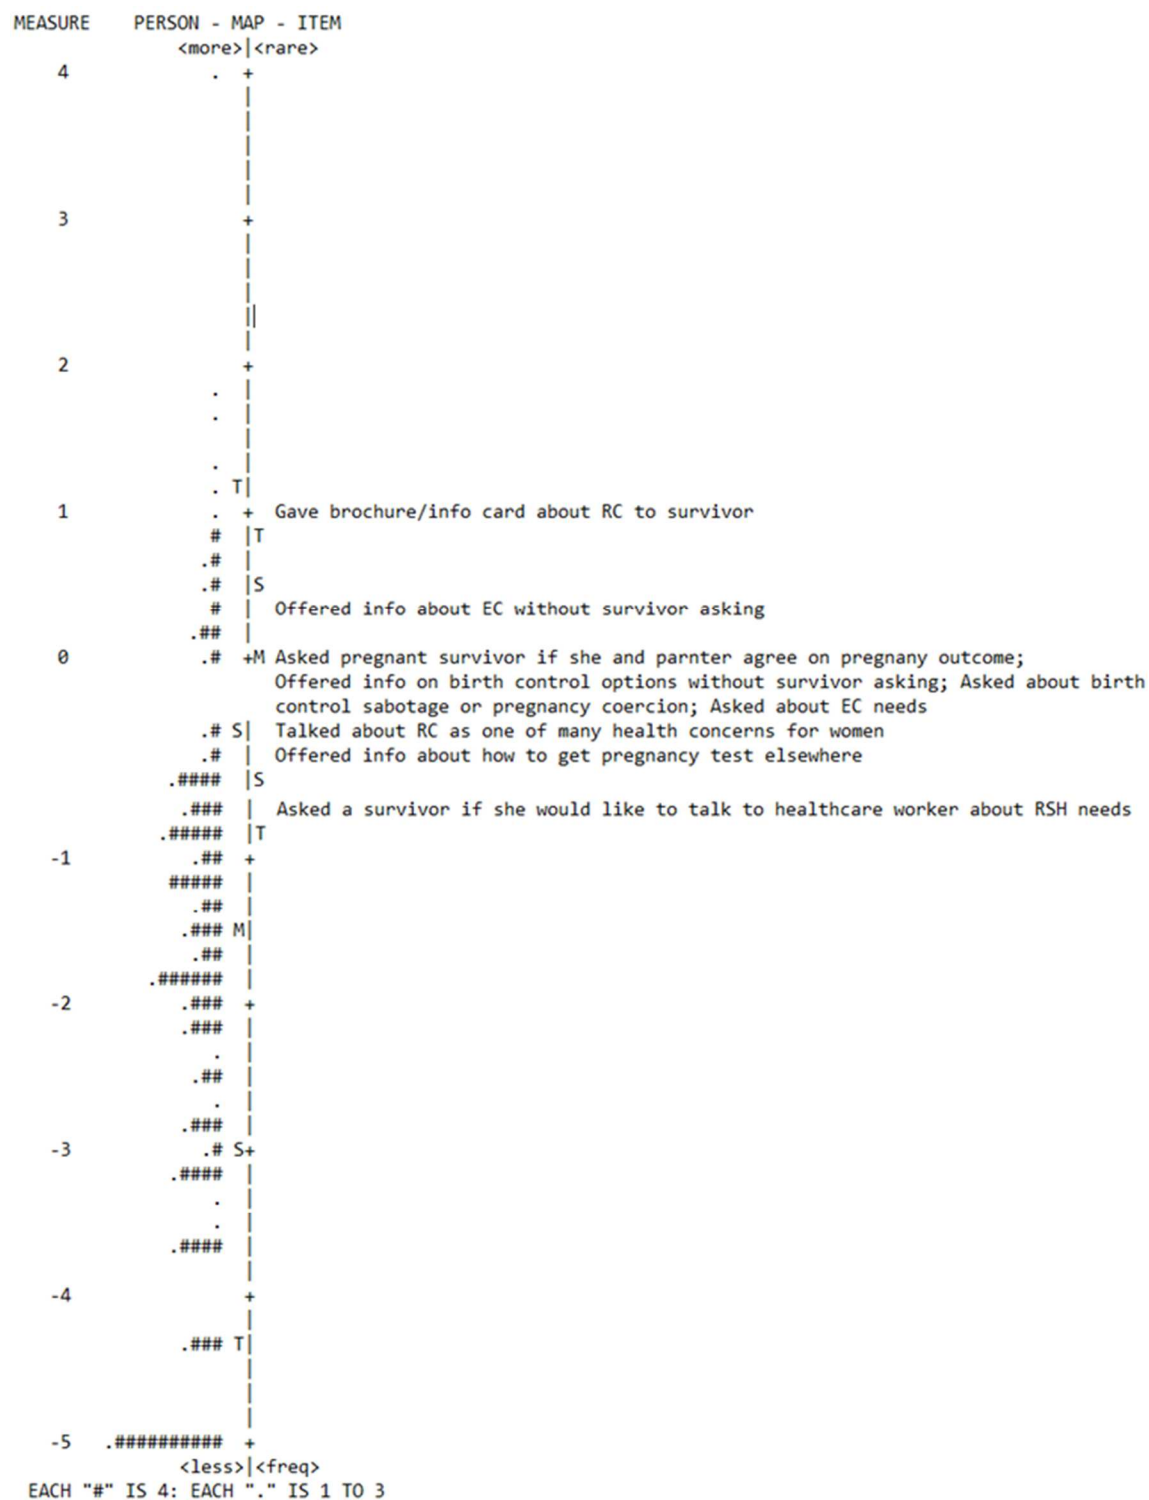 MEASURE PERSON - MAP - ITEM
<more>|<rare>
4 . +
|
|
|
|
|
3 +
|
|
|
||
|
2 +
. |
. |
|
. |
. T|
1 . + Gave brochure/info card about RC to survivor
# |T
.# |
.# |S
# | Offered info about EC without survivor asking
.## |
0 .# +M Asked pregnant survivor if she and parnter agree on pregnany outcome;
Offered info on birth control options without survivor asking; Asked about birth
control sabotage or pregnancy coercion; Asked about EC needs
.# S| Talked about RC as one of many health concerns for women
.# | Offered info about how to get pregnancy test elsewhere
.#### |S
.### | Asked a survivor if she would like to talk to healthcare worker about RSH needs
.##### |T
-1 .## +
##### |
.## |
.### M|
.## |
.###### |
-2 .### +
.### |
. |
.## |
. |
.### |
-3 .# S+
.#### |
. |
. |
.#### |
|
-4 +
|
.### T|
|
|
|
-5 .########## +
<less>|<freq>
EACH "#" IS 4: EACH "." IS 1 TO 3